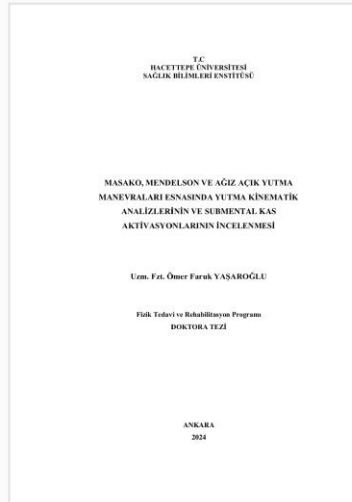 T.C
HACETTEPE ÜNİVERSİTESİ
SAĞLIK BİLİMLERİ ENSTİTÜSÜ
MASAKO, MENDELSON VE AĞIZ AÇIK YUTMA
MANEVRALARI ESNASINDA YUTMA KİNEMATİK
ANALİZLERİNİN VE SUBMENTAL KAS
AKTİVASYONLARININ İNCELENMESİ
Uzm. Fzt. Ömer Faruk YAŞAROĞLU
Fizik Tedavi ve Rehabilitasyon Programı
DOKTORA TEZİ
ANKARA
2024